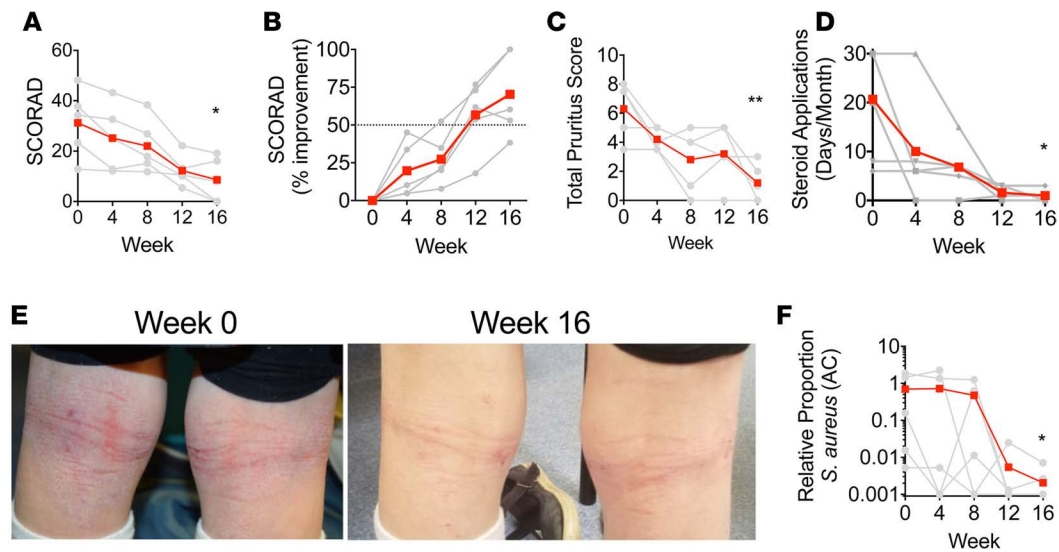 A
SCORAD
60
40
20
0
*
0 4 8 12 16
Week
B
SCORAD
(% improvement)
100
75
50
25
0
0 4 8 12 16
Week
C
Total Pruritus Score
10
8
6
4
2
0
**
0 4 8 12 16
Week
D
Steroid Applications
(Days/Month)
30
20
10
0
*
0 4 8 12 16
Week
E
Week 0
Week 16
F
Relative Proportion
S. aureus (AC)
10
1
0.1
0.01
0.001
*
0 4 8 12 16
Week